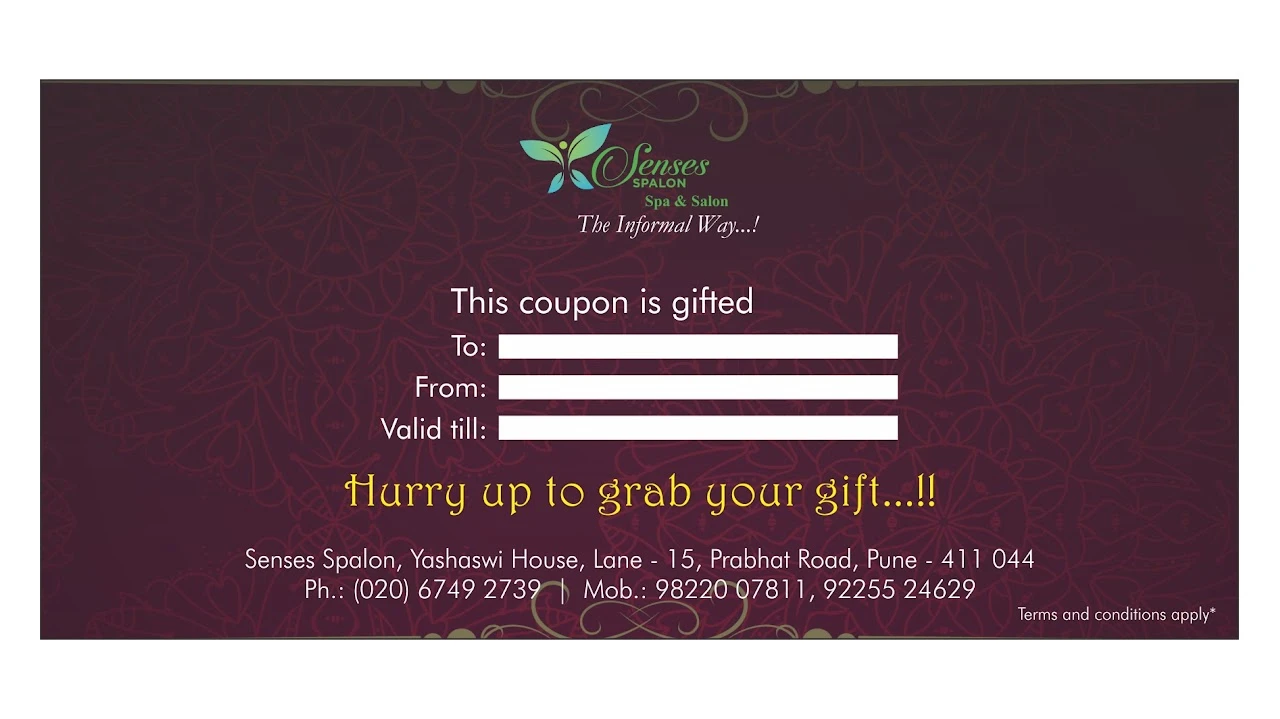 Senses
SPALON
Spa & Salon
The Informal Way...!
This coupon is gifted
To:
From:
Valid till:
Hurry up to grab your gift...!!
Senses Spalon, Yashaswi House, Lane - 15, Prabhat Road, Pune - 411 044
Ph.: (020) 6749 2739 | Mob.: 98220 07811, 92255 24629
Terms and conditions apply*